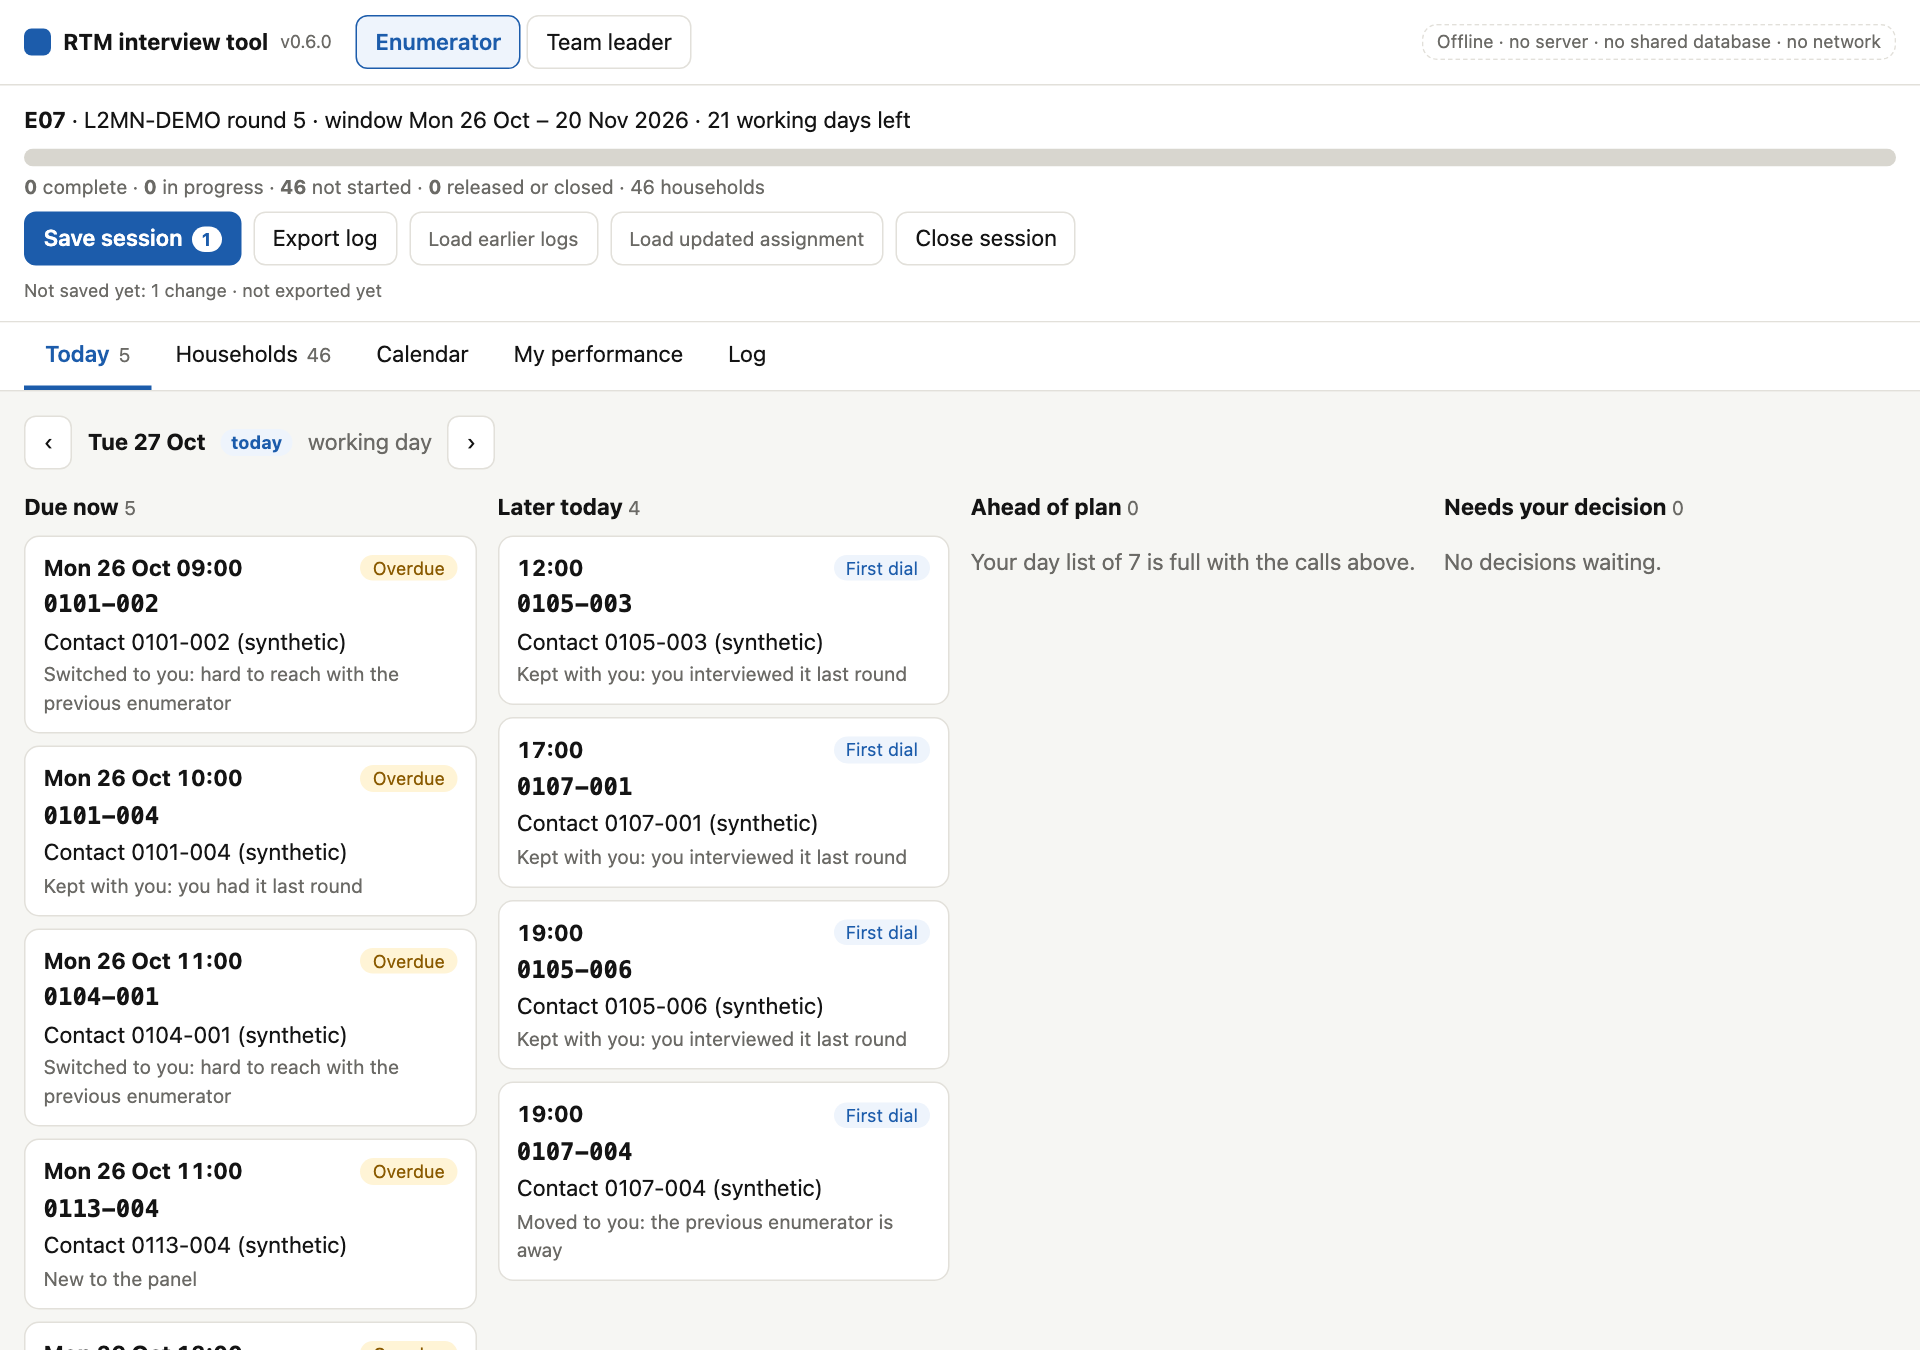 RTM interview tool v0.6.0
Enumerator
Team leader
Offline · no server · no shared database · no network
E07 · L2MN-DEMO round 5 · window Mon 26 Oct – 20 Nov 2026 · 21 working days left
0 complete · 0 in progress · 46 not started · 0 released or closed · 46 households
Save session 1
Export log
Load earlier logs
Load updated assignment
Close session
Not saved yet: 1 change · not exported yet
Today 5
Households 46
Calendar
My performance
Log
‹
Tue 27 Oct today working day
›
Due now 5
Mon 26 Oct 09:00 Overdue
0101-002
Contact 0101-002 (synthetic)
Switched to you: hard to reach with the
previous enumerator
Mon 26 Oct 10:00 Overdue
0101-004
Contact 0101-004 (synthetic)
Kept with you: you had it last round
Mon 26 Oct 11:00 Overdue
0104-001
Contact 0104-001 (synthetic)
Switched to you: hard to reach with the
previous enumerator
Mon 26 Oct 11:00 Overdue
0113-004
Contact 0113-004 (synthetic)
New to the panel
Later today 4
12:00 First dial
0105-003
Contact 0105-003 (synthetic)
Kept with you: you interviewed it last round
17:00 First dial
0107-001
Contact 0107-001 (synthetic)
Kept with you: you interviewed it last round
19:00 First dial
0105-006
Contact 0105-006 (synthetic)
Kept with you: you interviewed it last round
19:00 First dial
0107-004
Contact 0107-004 (synthetic)
Moved to you: the previous enumerator is
away
Ahead of plan 0
Your day list of 7 is full with the calls above.
Needs your decision 0
No decisions waiting.